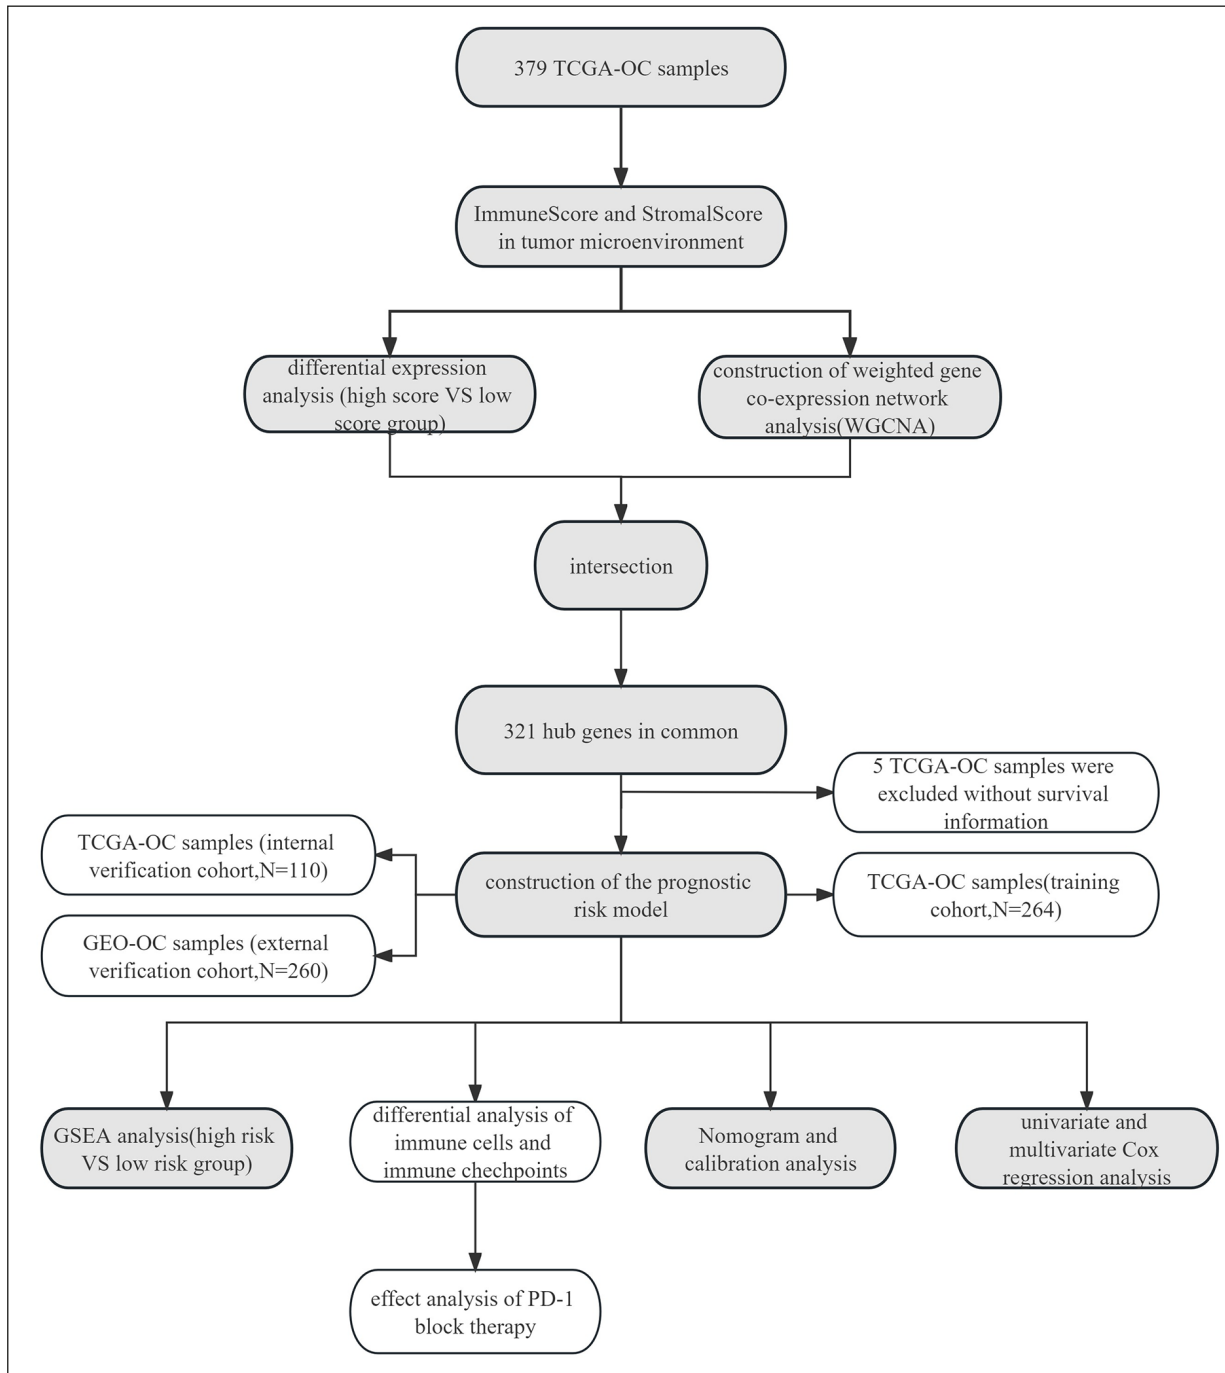 379 TCGA-OC samples
ImmuneScore and StromalScore
in tumor microenvironment
differential expression
analysis (high score VS low
score group)
construction of weighted gene
co-expression network
analysis(WGCNA)
intersection
321 hub genes in common
5 TCGA-OC samples were
excluded without survival
information
TCGA-OC samples (internal
verification cohort,N=110)
construction of the prognostic
risk model
TCGA-OC samples(training
cohort,N=264)
GEO-OC samples (external
verification cohort,N=260)
GSEA analysis(high risk
VS low risk group)
differential analysis of
immune cells and
immune chechpoints
Nomogram and
calibration analysis
univariate and
multivariate Cox
regression analysis
effect analysis of PD-1
block therapy